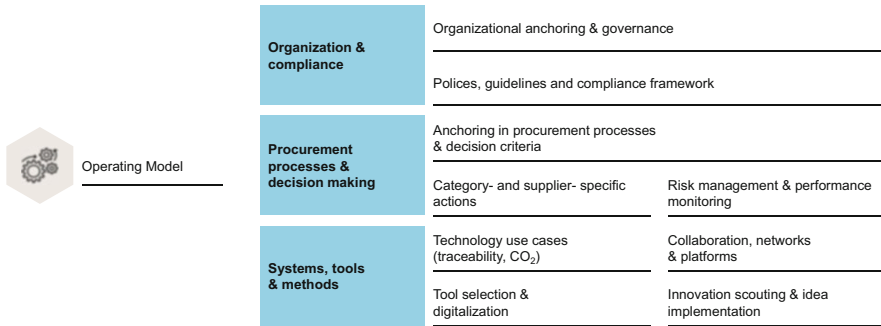 Operating Model
Organization &
compliance
Organizational anchoring & governance
Polices, guidelines and compliance framework
Procurement
processes &
decision making
Anchoring in procurement processes
& decision criteria
Category- and supplier- specific
actions
Risk management & performance
monitoring
Systems, tools
& methods
Technology use cases
(traceability, CO₂)
Collaboration, networks
& platforms
Tool selection &
digitalization
Innovation scouting & idea
implementation